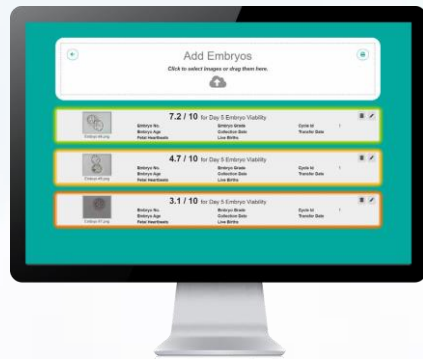 Add Embryos
Click to select images or drag them here.
7.2 / 10 for Day 5 Embryo Viability
Embryo No. Embryo Grade Cycle Id 1
Embryo Age Collection Date Transfer Date
Fetal Heartbeats Live Births
4.7 / 10 for Day 5 Embryo Viability
Embryo No. Embryo Grade Cycle Id 1
Embryo Age Collection Date Transfer Date
Fetal Heartbeats Live Births
3.1 / 10 for Day 5 Embryo Viability
Embryo No. Embryo Grade Cycle Id 1
Embryo Age Collection Date Transfer Date
Fetal Heartbeats Live Births